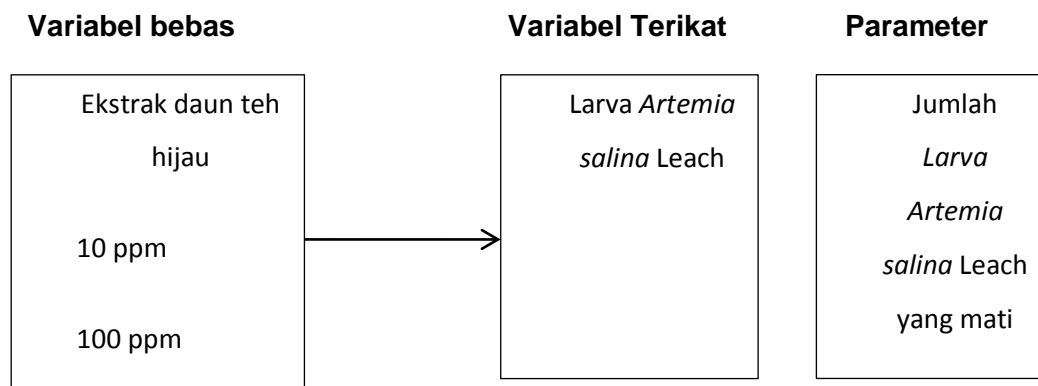 Variabel bebas
Variabel Terikat
Parameter
Ekstrak daun teh
hijau
10 ppm
100 ppm
Larva Artemia
salina Leach
Jumlah
Larva
Artemia
salina Leach
yang mati